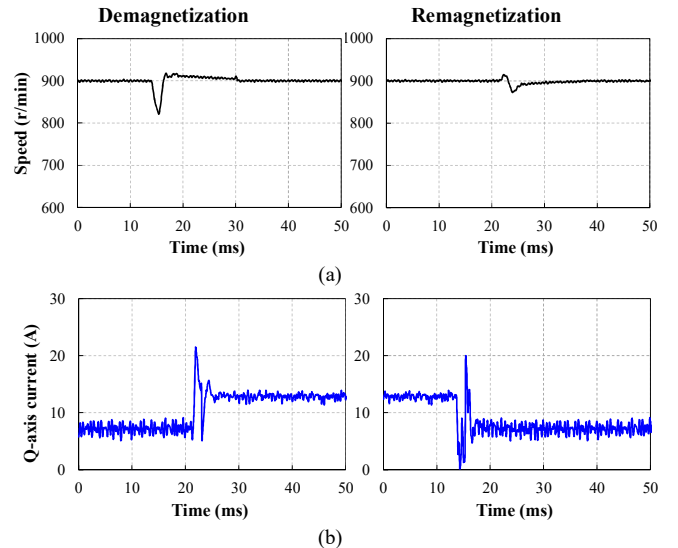 Demagnetization Remagnetization
1000 1000
900 900
800 800
700 700
600 600
Speed (r/min)
0 10 20 30 40 50 0 10 20 30 40 50
Time (ms) Time (ms)
(a)
30 30
20 20
10 10
0 0
Q-axis current (A)
0 10 20 30 40 50 0 10 20 30 40 50
Time (ms) Time (ms)
(b)